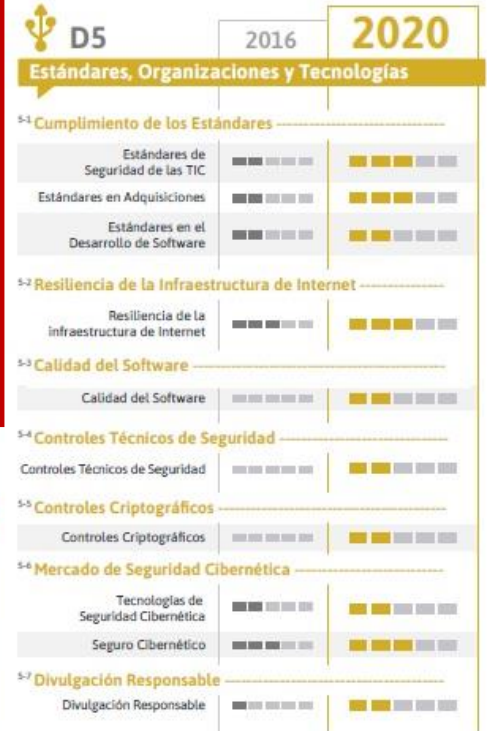 D5
2016
2020
Estándares, Organizaciones y Tecnologías
5-1 Cumplimiento de los Estándares
Estándares de
Seguridad de las TIC
Estándares en Adquisiciones
Estándares en el
Desarrollo de Software
5-2 Resiliencia de la Infraestructura de Internet
Resiliencia de la
infraestructura de Internet
5-3 Calidad del Software
Calidad del Software
5-4 Controles Técnicos de Seguridad
Controles Técnicos de Seguridad
5-5 Controles Criptográficos
Controles Criptográficos
5-6 Mercado de Seguridad Cibernética
Tecnologías de
Seguridad Cibernética
Seguro Cibernético
5-7 Divulgación Responsable
Divulgación Responsable